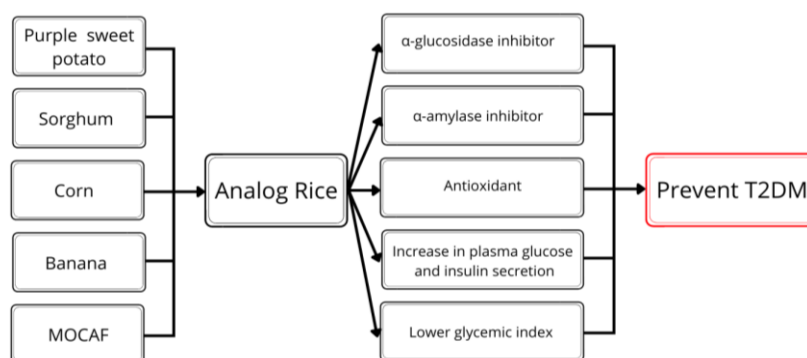 Purple sweet
potato
Sorghum
Corn
Banana
MOCAF
Analog Rice
α-glucosidase inhibitor
α-amylase inhibitor
Antioxidant
Increase in plasma glucose
and insulin secretion
Lower glycemic index
Prevent T2DM